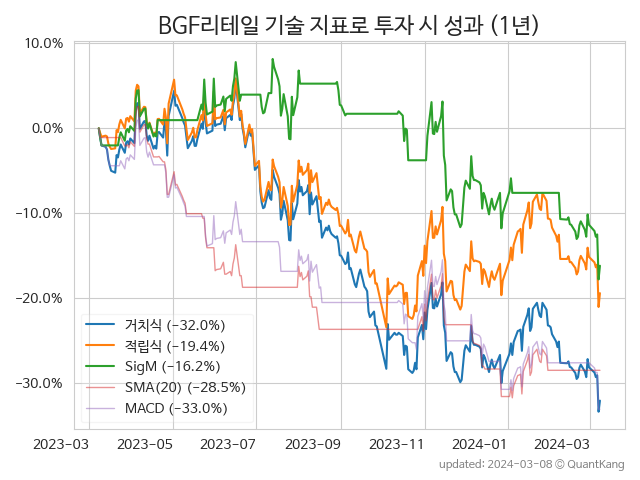 BGF리테일 기술 지표로 투자 시 성과 (1년)
10.0%
0.0%
−10.0%
−20.0%
−30.0%
거치식 (−32.0%)
적립식 (−19.4%)
SigM (−16.2%)
SMA(20) (−28.5%)
MACD (−33.0%)
2023−03 2023−05 2023−07 2023−09 2023−11 2024−01 2024−03
updated: 2024−03−08 © QuantKang